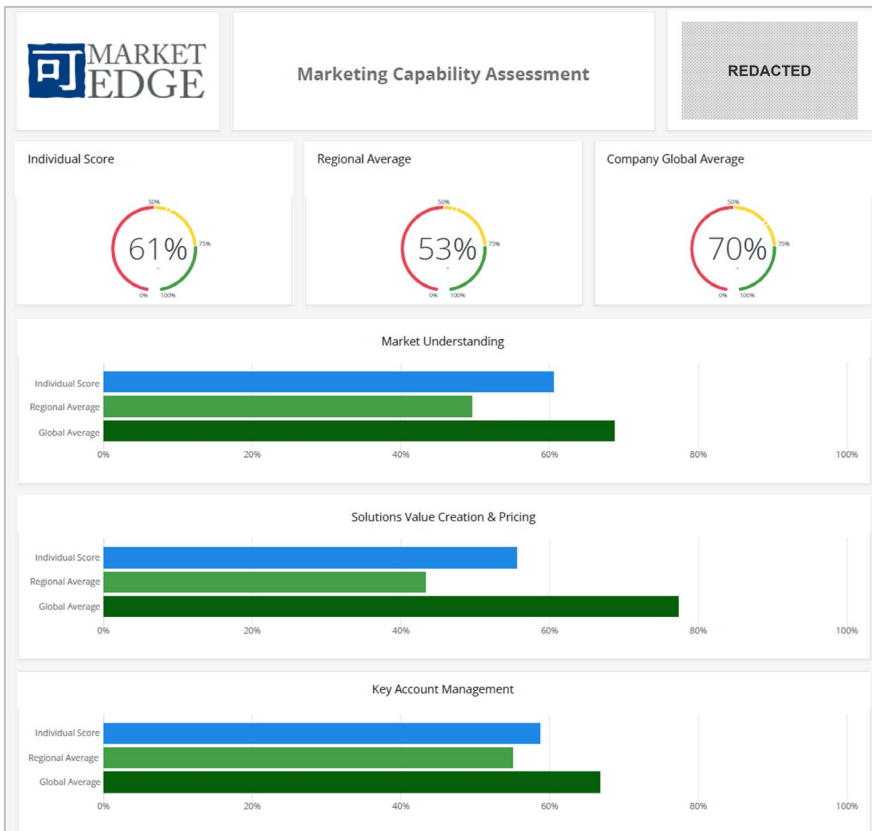 可 MARKET
EDGE
Marketing Capability Assessment
REDACTED
Individual Score
50%
61%
75%
0% 100%
Regional Average
50%
53%
75%
0% 100%
Company Global Average
50%
70%
75%
0% 100%
Market Understanding
Individual Score
Regional Average
Global Average
0% 20% 40% 60% 80% 100%
Solutions Value Creation & Pricing
Individual Score
Regional Average
Global Average
0% 20% 40% 60% 80% 100%
Key Account Management
Individual Score
Regional Average
Global Average
0% 20% 40% 60% 80% 100%